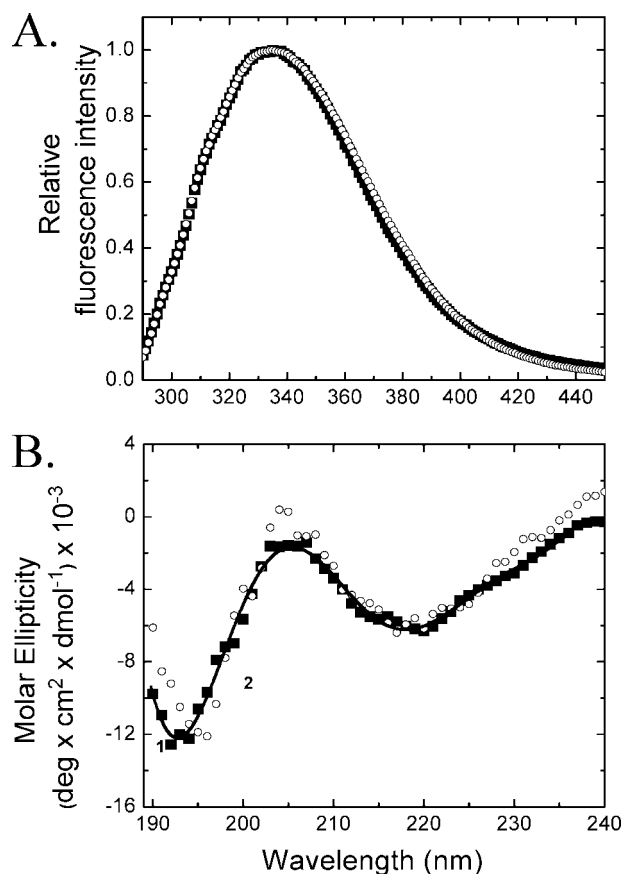 A.
Relative
fluorescence intensity
1.0
0.8
0.6
0.4
0.2
0.0
300 320 340 360 380 400 420 440
B.
Molar Ellipticity
(deg x cm² x dmol⁻¹) x 10⁻³
4
0
-4
-8
-12
-16
1
2
190 200 210 220 230 240
Wavelength (nm)